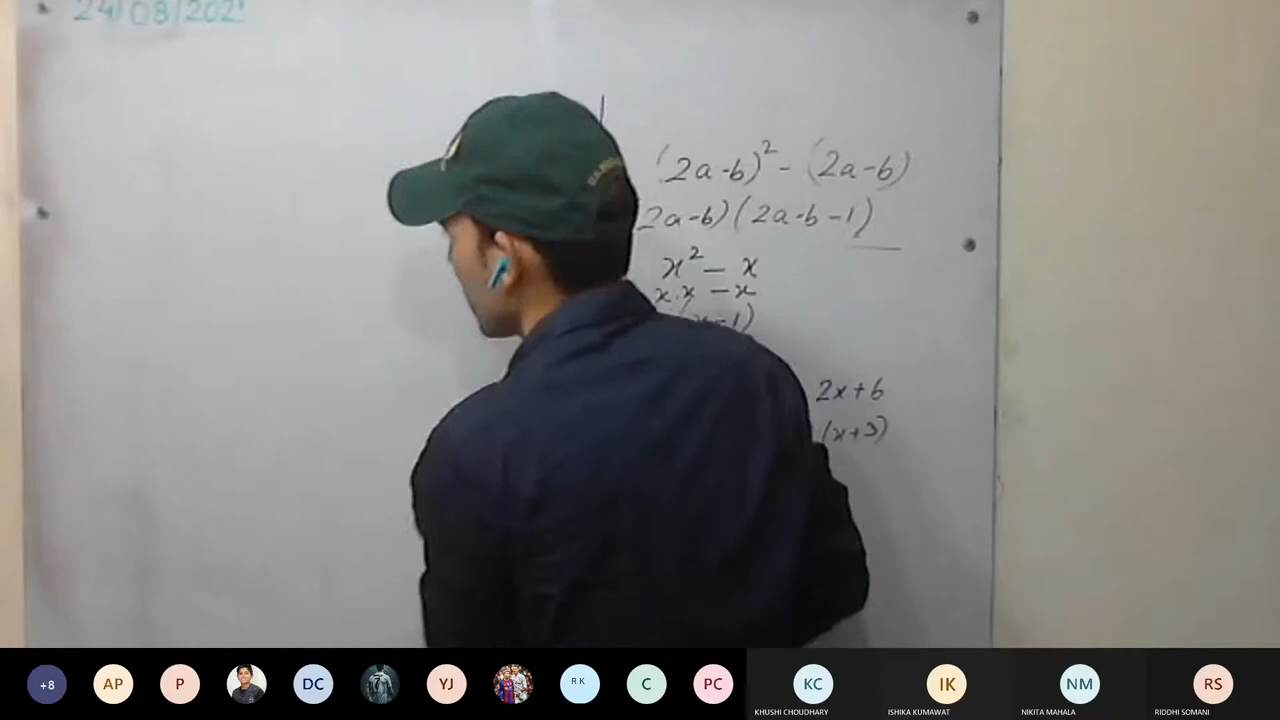 24/08/2021
(2a-b)² - (2a-b)
2a-b)(2a-b-1)
x² - x
x.x - x
(x-1)
2x+6
(x+3)
+8
AP
P
DC
YJ
R K
C
PC
KC
IK
NM
RS
KHUSHI CHOUDHARY
ISHIKA KUMAWAT
NIKITA MAHALA
RIDDHI SOMANI